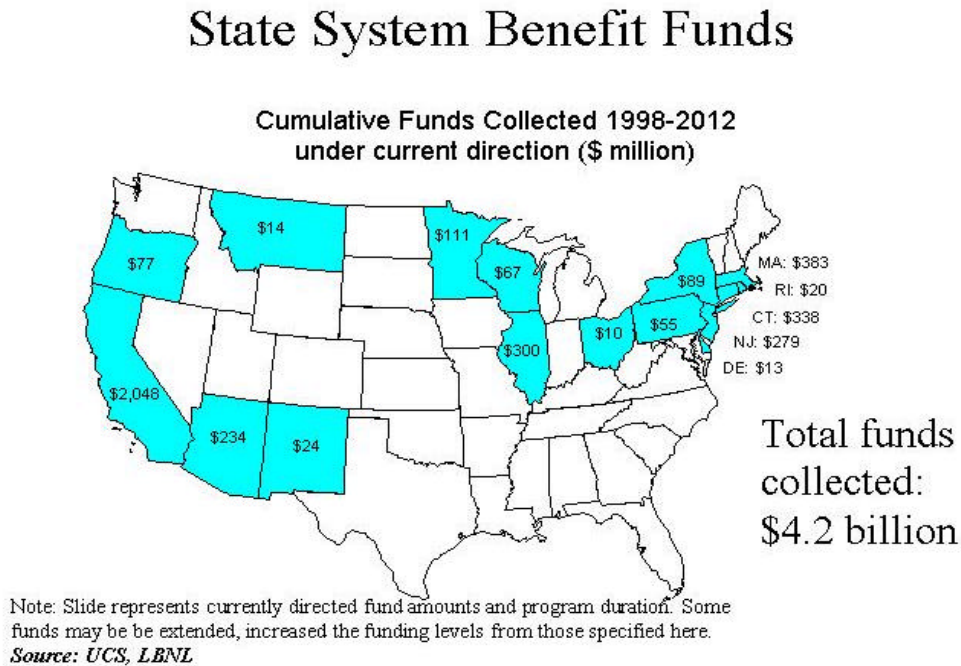 State System Benefit Funds
Cumulative Funds Collected 1998-2012
under current direction ($ million)
$14
$111
$77
$67
$89
MA: $383
RI: $20
CT: $338
$10
$55
NJ: $279
$300
DE: $13
$2,048
$234
$24
Total funds
collected:
$4.2 billion
Note: Slide represents currently directed fund amounts and program duration. Some
funds may be be extended, increased the funding levels from those specified here.
Source: UCS, LBNL